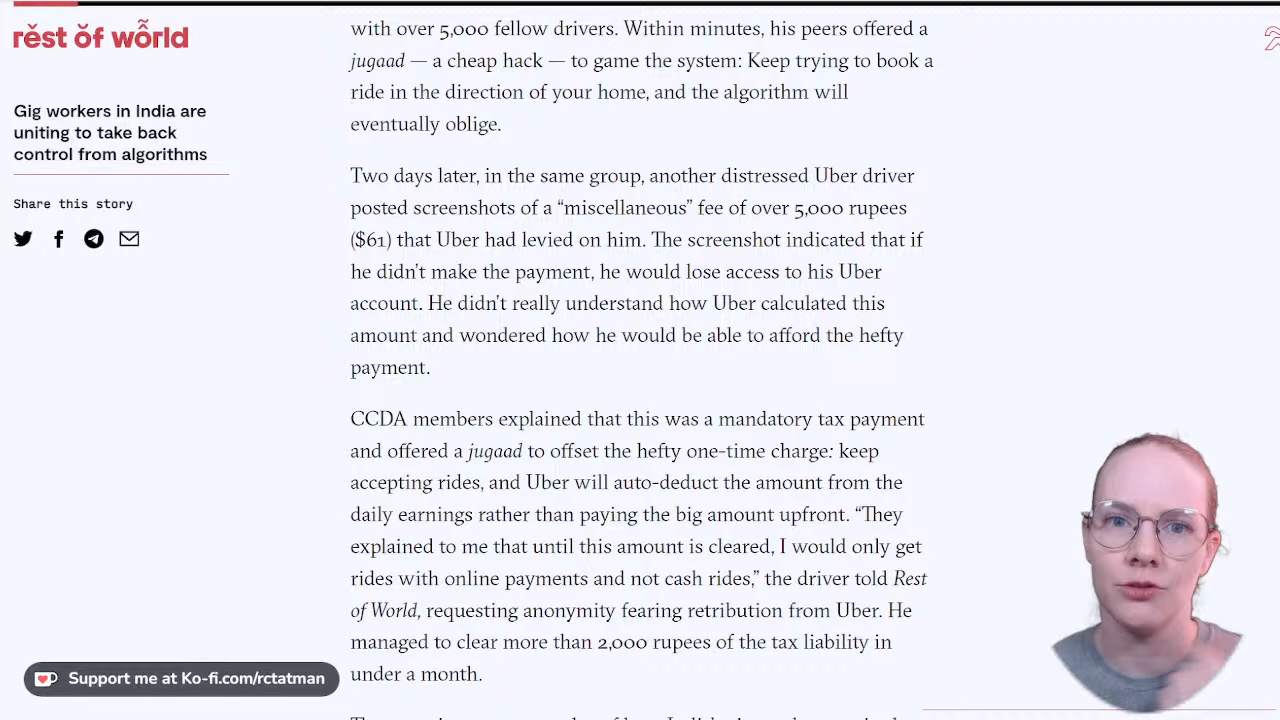 rest of world
Gig workers in India are
uniting to take back
control from algorithms
Share this story
with over 5,000 fellow drivers. Within minutes, his peers offered a
jugaad — a cheap hack — to game the system: Keep trying to book a
ride in the direction of your home, and the algorithm will
eventually oblige.
Two days later, in the same group, another distressed Uber driver
posted screenshots of a “miscellaneous” fee of over 5,000 rupees
($61) that Uber had levied on him. The screenshot indicated that if
he didn’t make the payment, he would lose access to his Uber
account. He didn’t really understand how Uber calculated this
amount and wondered how he would be able to afford the hefty
payment.
CCDA members explained that this was a mandatory tax payment
and offered a jugaad to offset the hefty one-time charge: keep
accepting rides, and Uber will auto-deduct the amount from the
daily earnings rather than paying the big amount upfront. “They
explained to me that until this amount is cleared, I would only get
rides with online payments and not cash rides,” the driver told Rest
of World, requesting anonymity fearing retribution from Uber. He
managed to clear more than 2,000 rupees of the tax liability in
under a month.
Support me at Ko-fi.com/rctatman